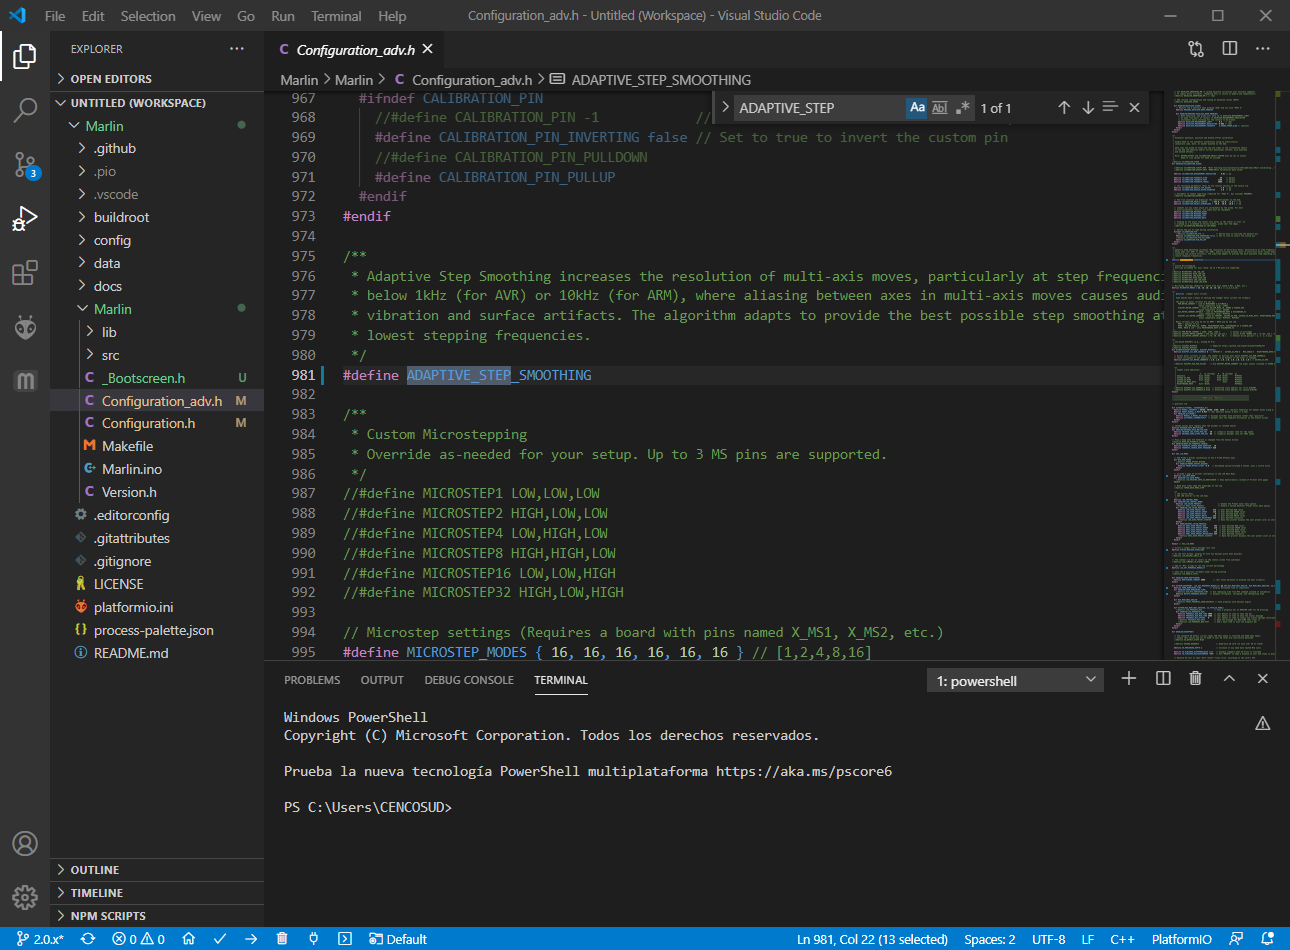 File Edit Selection View Go Run Terminal Help Configuration_adv.h - Untitled (Workspace) - Visual Studio Code
EXPLORER
OPEN EDITORS
UNTITLED (WORKSPACE)
Marlin
.github
.pio
.vscode
buildroot
config
data
docs
Marlin
lib
src
_Bootscreen.h U
Configuration_adv.h M
Configuration.h M
Makefile
Marlin.ino
Version.h
.editorconfig
.gitattributes
.gitignore
LICENSE
platformio.ini
process-palette.json
README.md
OUTLINE
TIMELINE
NPM SCRIPTS
3
Configuration_adv.h
Marlin > Marlin > Configuration_adv.h > ADAPTIVE_STEP_SMOOTHING
ADAPTIVE_STEP Aa Abl 1 of 1
967 #ifndef CALIBRATION_PIN
968 //#define CALIBRATION_PIN -1 //
969 #define CALIBRATION_PIN_INVERTING false // Set to true to invert the custom pin
970 //#define CALIBRATION_PIN_PULLDOWN
971 #define CALIBRATION_PIN_PULLUP
972 #endif
973 #endif
974
975 /**
976 * Adaptive Step Smoothing increases the resolution of multi-axis moves, particularly at step frequenci
977 * below 1kHz (for AVR) or 10kHz (for ARM), where aliasing between axes in multi-axis moves causes aud
978 * vibration and surface artifacts. The algorithm adapts to provide the best possible step smoothing at
979 * lowest stepping frequencies.
980 */
981 #define ADAPTIVE_STEP_SMOOTHING
982
983 /**
984 * Custom Microstepping
985 * Override as-needed for your setup. Up to 3 MS pins are supported.
986 */
987 //#define MICROSTEP1 LOW,LOW,LOW
988 //#define MICROSTEP2 HIGH,LOW,LOW
989 //#define MICROSTEP4 LOW,HIGH,LOW
990 //#define MICROSTEP8 HIGH,HIGH,LOW
991 //#define MICROSTEP16 LOW,LOW,HIGH
992 //#define MICROSTEP32 HIGH,LOW,HIGH
993
994 // Microstep settings (Requires a board with pins named X_MS1, X_MS2, etc.)
995 #define MICROSTEP_MODES { 16, 16, 16, 16, 16, 16 } // [1,2,4,8,16]
PROBLEMS OUTPUT DEBUG CONSOLE TERMINAL 1: powershell
Windows PowerShell
Copyright (C) Microsoft Corporation. Todos los derechos reservados.
Prueba la nueva tecnología PowerShell multiplataforma https://aka.ms/pscore6
PS C:\Users\CENCOSUD>
2.0.x* 0 0 Default Ln 981, Col 22 (13 selected) Spaces: 2 UTF-8 LF C++ PlatformIO